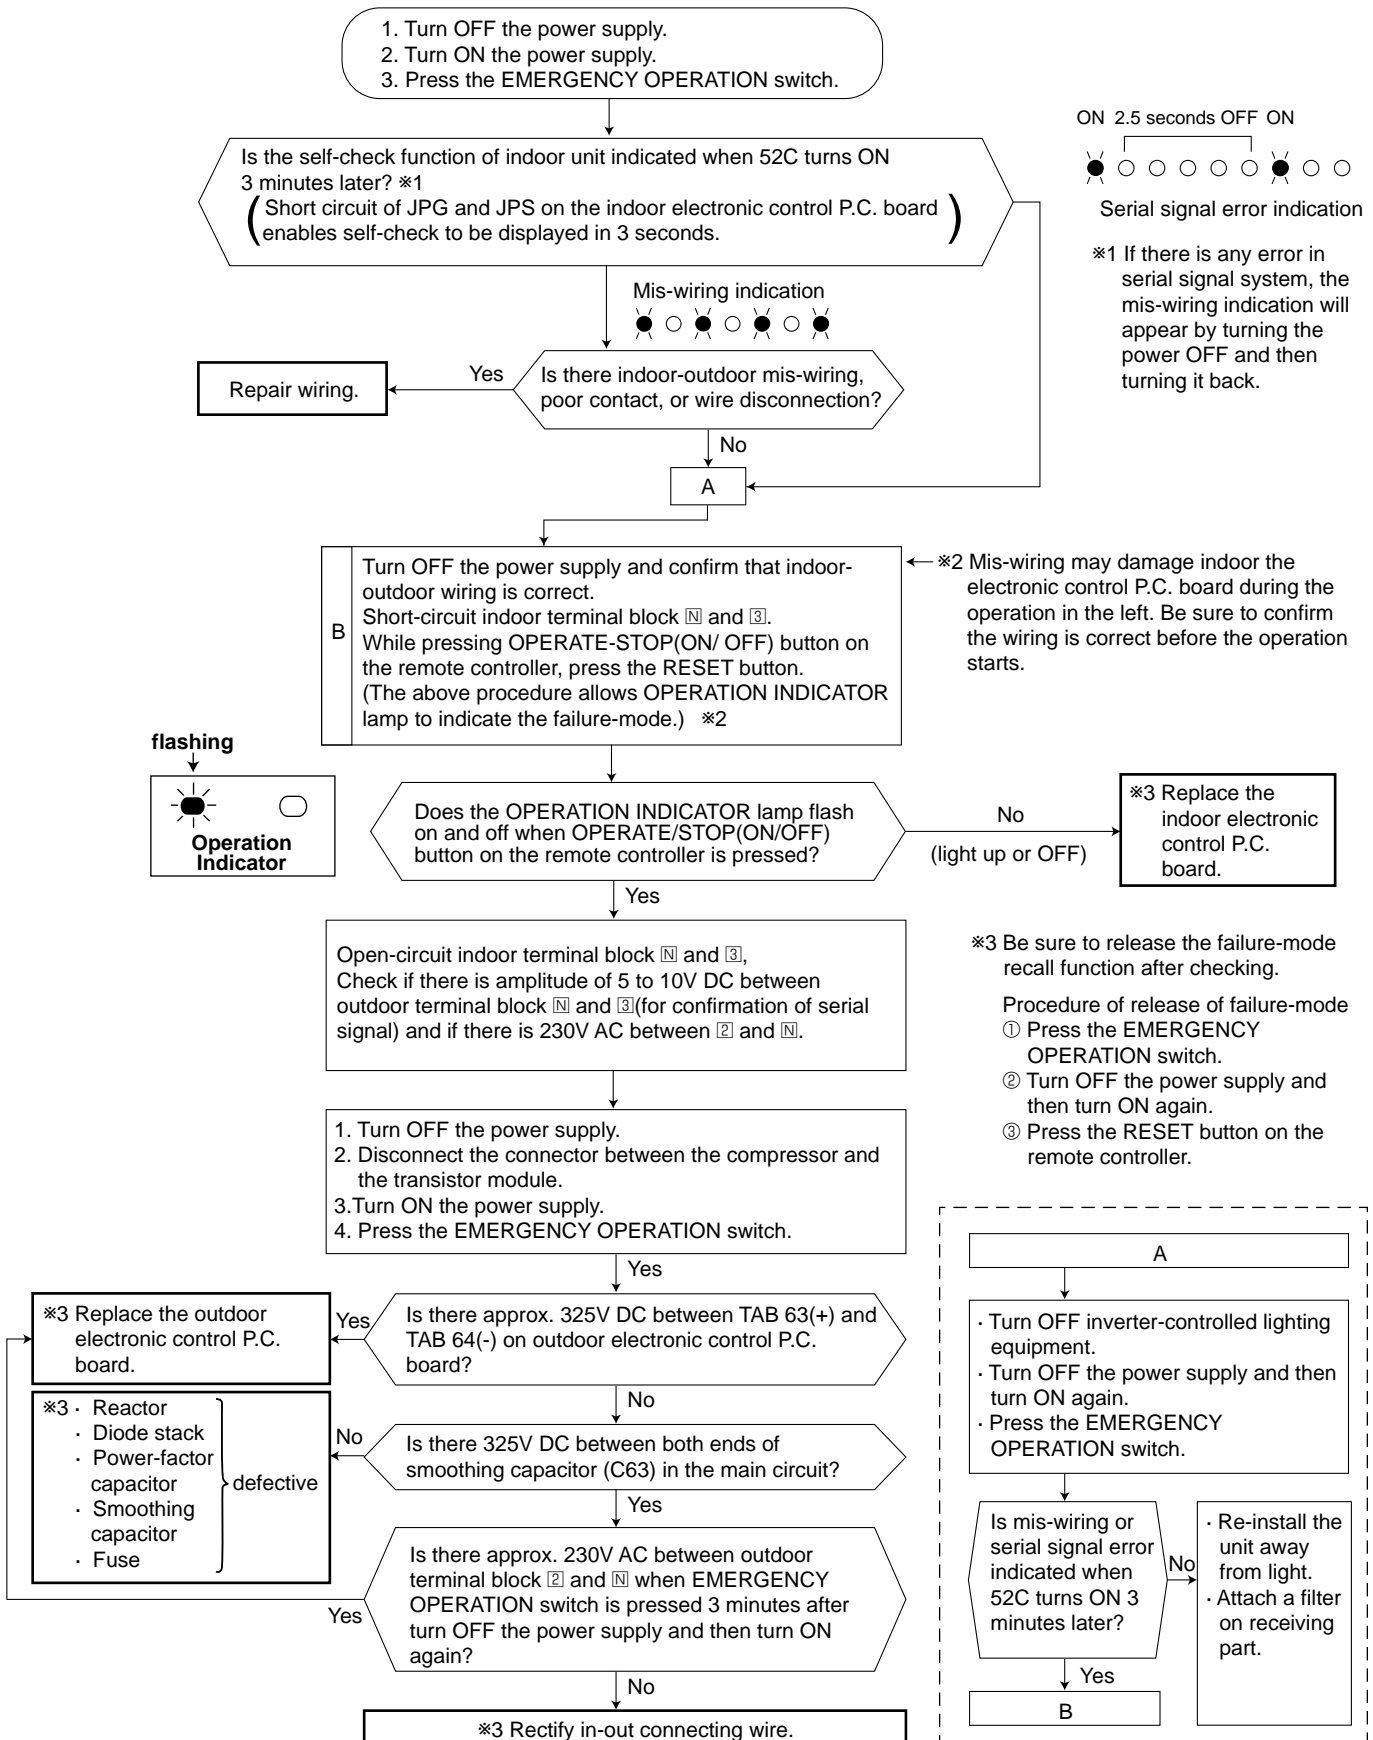 1. Turn OFF the power supply.
2. Turn ON the power supply.
3. Press the EMERGENCY OPERATION switch.
ON 2.5 seconds OFF ON
Serial signal error indication
Is the self-check function of indoor unit indicated when 52C turns ON
3 minutes later? ※1
(Short circuit of JPG and JPS on the indoor electronic control P.C. board
enables self-check to be displayed in 3 seconds.)
※1 If there is any error in
serial signal system, the
mis-wiring indication will
appear by turning the
power OFF and then
turning it back.
Mis-wiring indication
Is there indoor-outdoor mis-wiring,
poor contact, or wire disconnection?
Yes
Repair wiring.
No
A
B
Turn OFF the power supply and confirm that indoor-
outdoor wiring is correct.
Short-circuit indoor terminal block N and 3.
While pressing OPERATE-STOP(ON/ OFF) button on
the remote controller, press the RESET button.
(The above procedure allows OPERATION INDICATOR
lamp to indicate the failure-mode.) ※2
※2 Mis-wiring may damage indoor the
electronic control P.C. board during the
operation in the left. Be sure to confirm
the wiring is correct before the operation
starts.
flashing
Operation
Indicator
Does the OPERATION INDICATOR lamp flash
on and off when OPERATE/STOP(ON/OFF)
button on the remote controller is pressed?
No
(light up or OFF)
※3 Replace the
indoor electronic
control P.C.
board.
Yes
Open-circuit indoor terminal block N and 3,
Check if there is amplitude of 5 to 10V DC between
outdoor terminal block N and 3(for confirmation of serial
signal) and if there is 230V AC between 2 and N.
※3 Be sure to release the failure-mode
recall function after checking.
Procedure of release of failure-mode
① Press the EMERGENCY
OPERATION switch.
② Turn OFF the power supply and
then turn ON again.
③ Press the RESET button on the
remote controller.
1. Turn OFF the power supply.
2. Disconnect the connector between the compressor and
the transistor module.
3.Turn ON the power supply.
4. Press the EMERGENCY OPERATION switch.
Yes
Is there approx. 325V DC between TAB 63(+) and
TAB 64(-) on outdoor electronic control P.C.
board?
Yes
※3 Replace the outdoor
electronic control P.C.
board.
No
Is there 325V DC between both ends of
smoothing capacitor (C63) in the main circuit?
No
※3 · Reactor
· Diode stack
· Power-factor
capacitor
· Smoothing
capacitor
· Fuse
defective
Yes
Is there approx. 230V AC between outdoor
terminal block 2 and N when EMERGENCY
OPERATION switch is pressed 3 minutes after
turn OFF the power supply and then turn ON
again?
Yes
No
※3 Rectify in-out connecting wire.
A
· Turn OFF inverter-controlled lighting
equipment.
· Turn OFF the power supply and then
turn ON again.
· Press the EMERGENCY
OPERATION switch.
Is mis-wiring or
serial signal error
indicated when
52C turns ON 3
minutes later?
No
· Re-install the
unit away
from light.
· Attach a filter
on receiving
part.
Yes
B